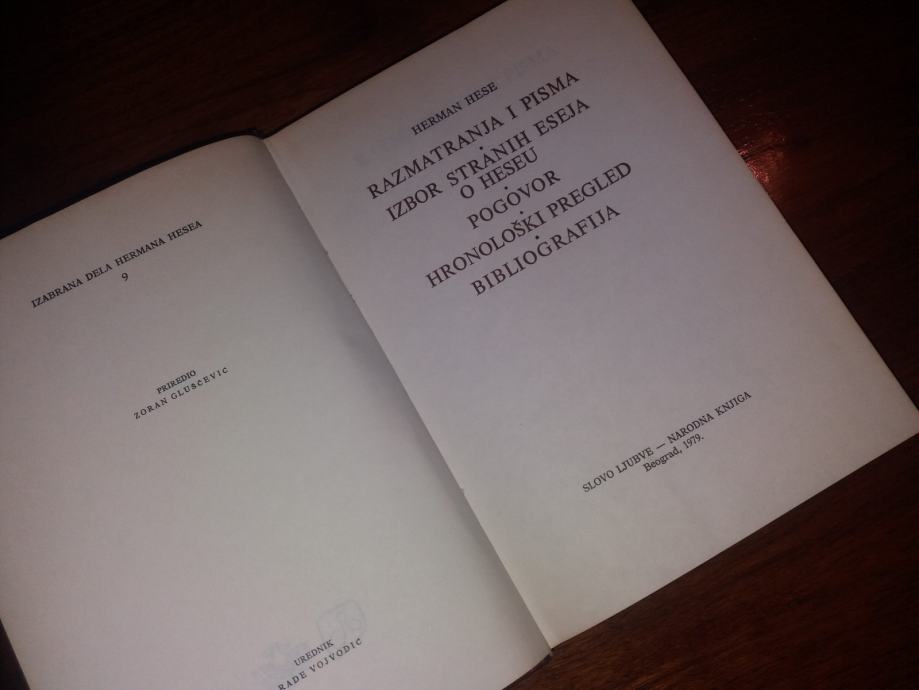 IZABRANA DELA HERMANA HESEA
9
PRIREDIO
ZORAN GLUŠČEVIĆ
UREDNIK
RADE VOJVODIĆ
HERMAN HESE
RAZMATRANJA I PISMA
•
IZBOR STRANIH ESEJA
O HESEU
•
POGOVOR
•
HRONOLOŠKI PREGLED
•
BIBLIOGRAFIJA
SLOVO LJUBVE — NARODNA KNJIGA
Beograd, 1979.